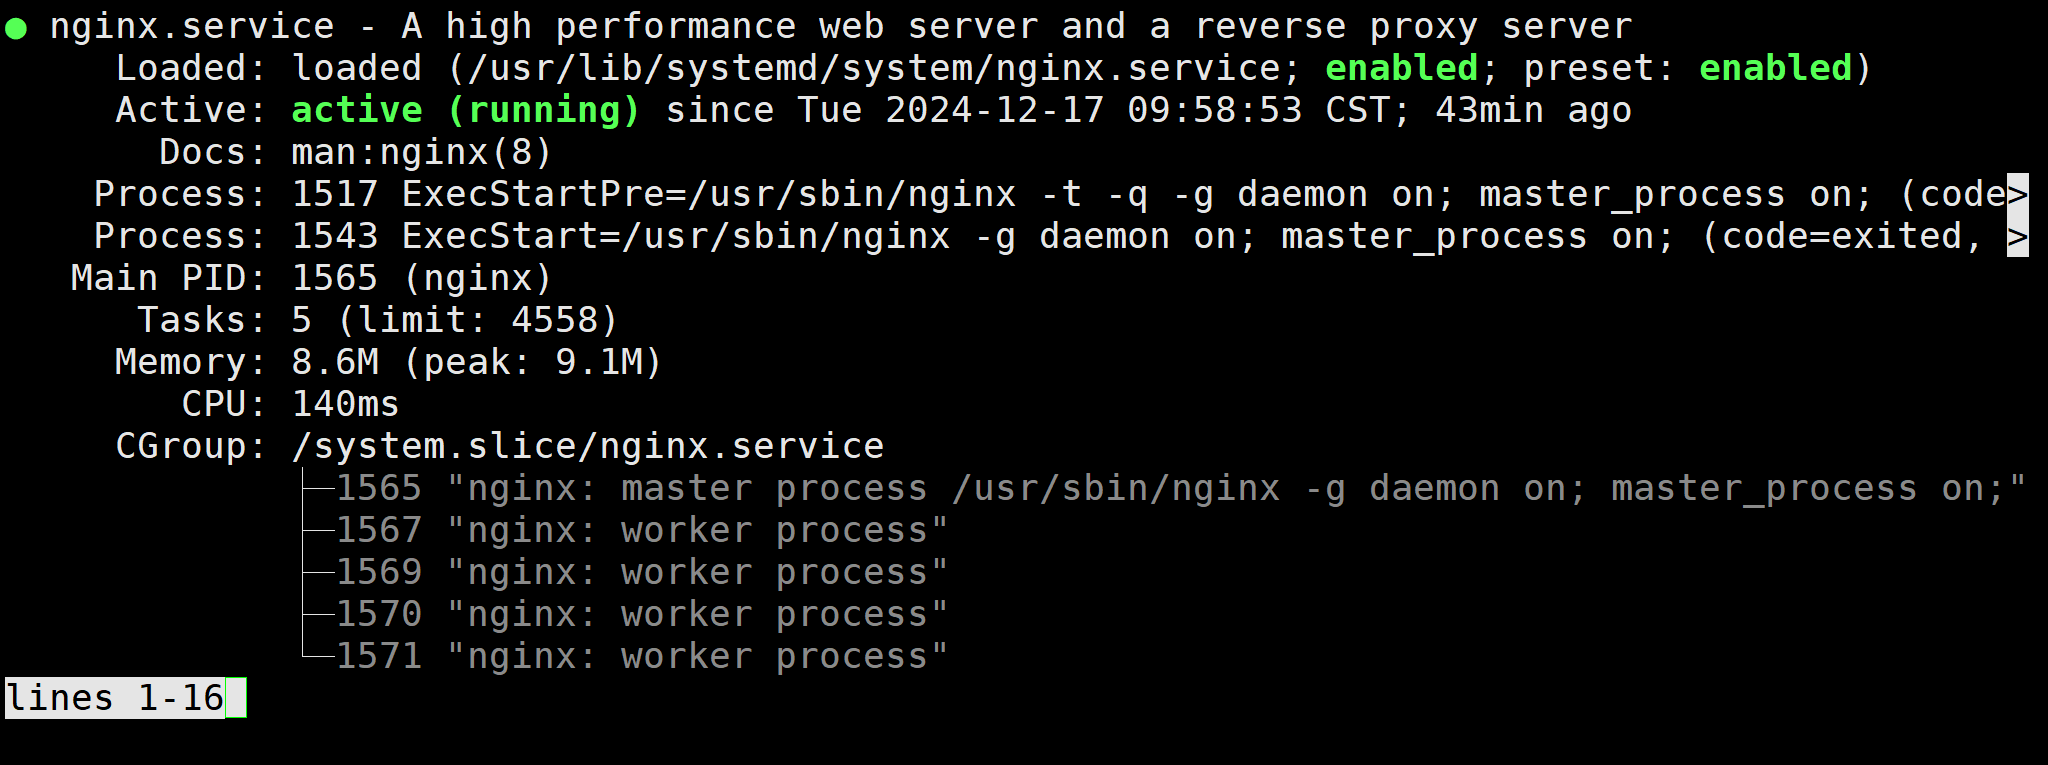 ● nginx.service - A high performance web server and a reverse proxy server
     Loaded: loaded (/usr/lib/systemd/system/nginx.service; enabled; preset: enabled)
     Active: active (running) since Tue 2024-12-17 09:58:53 CST; 43min ago
       Docs: man:nginx(8)
    Process: 1517 ExecStartPre=/usr/sbin/nginx -t -q -g daemon on; master_process on; (code>
    Process: 1543 ExecStart=/usr/sbin/nginx -g daemon on; master_process on; (code=exited, >
   Main PID: 1565 (nginx)
      Tasks: 5 (limit: 4558)
     Memory: 8.6M (peak: 9.1M)
        CPU: 140ms
     CGroup: /system.slice/nginx.service
             ├─1565 "nginx: master process /usr/sbin/nginx -g daemon on; master_process on;"
             ├─1567 "nginx: worker process"
             ├─1569 "nginx: worker process"
             ├─1570 "nginx: worker process"
             └─1571 "nginx: worker process"
lines 1-16